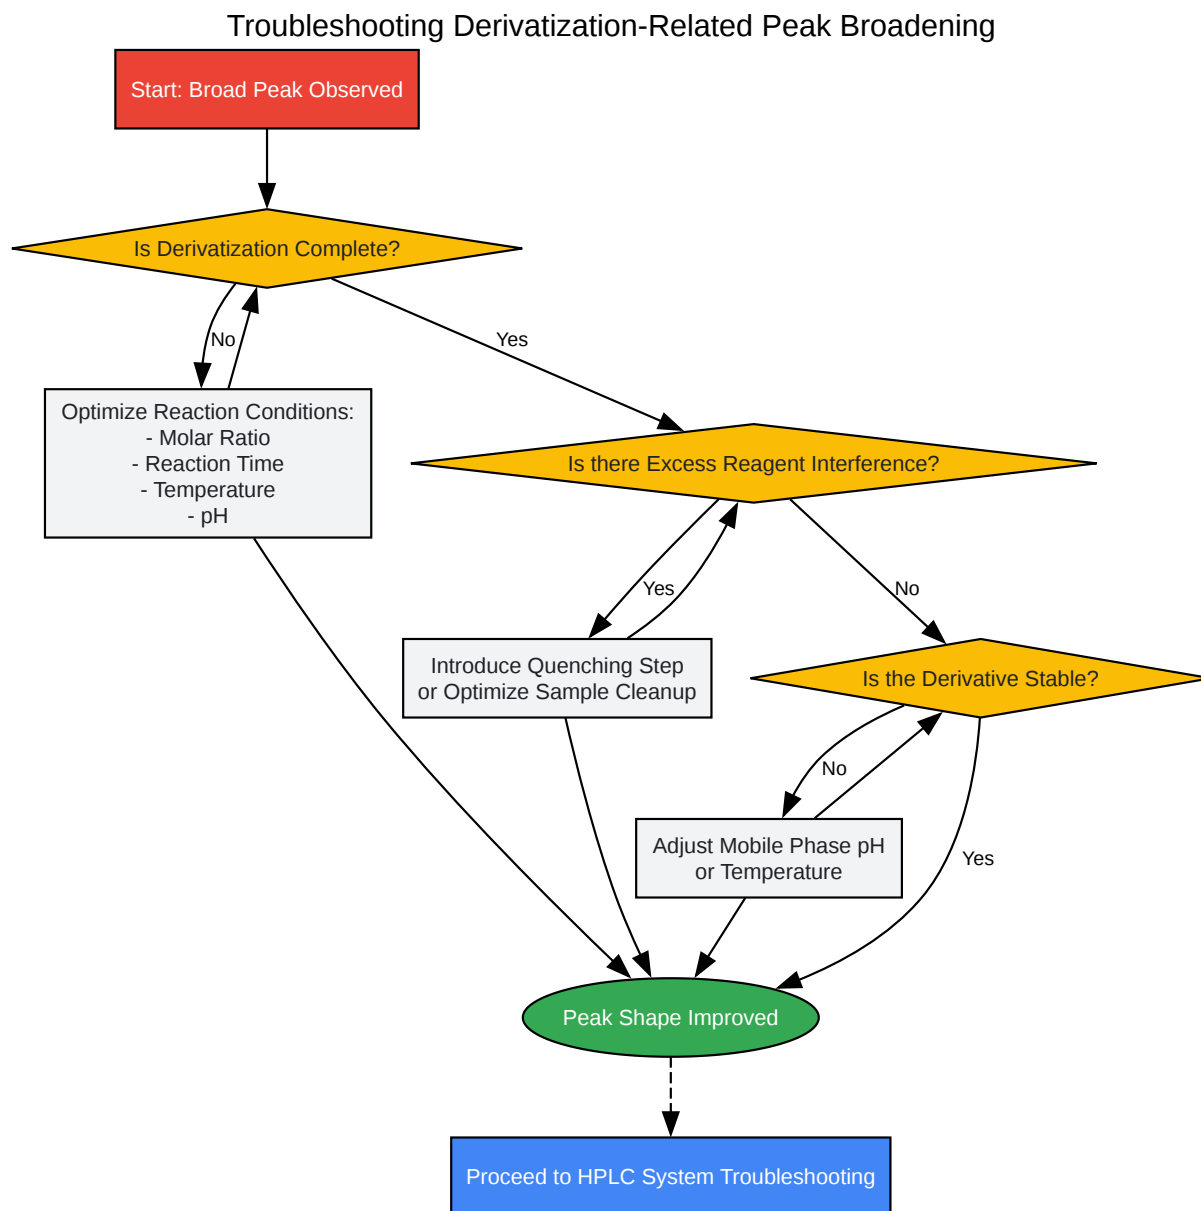 Troubleshooting Derivatization-Related Peak Broadening
Start: Broad Peak Observed
Is Derivatization Complete?
No
Yes
Optimize Reaction Conditions:
- Molar Ratio
- Reaction Time
- Temperature
- pH
Is there Excess Reagent Interference?
Yes
No
Introduce Quenching Step
or Optimize Sample Cleanup
Is the Derivative Stable?
No
Yes
Adjust Mobile Phase pH
or Temperature
Peak Shape Improved
Proceed to HPLC System Troubleshooting